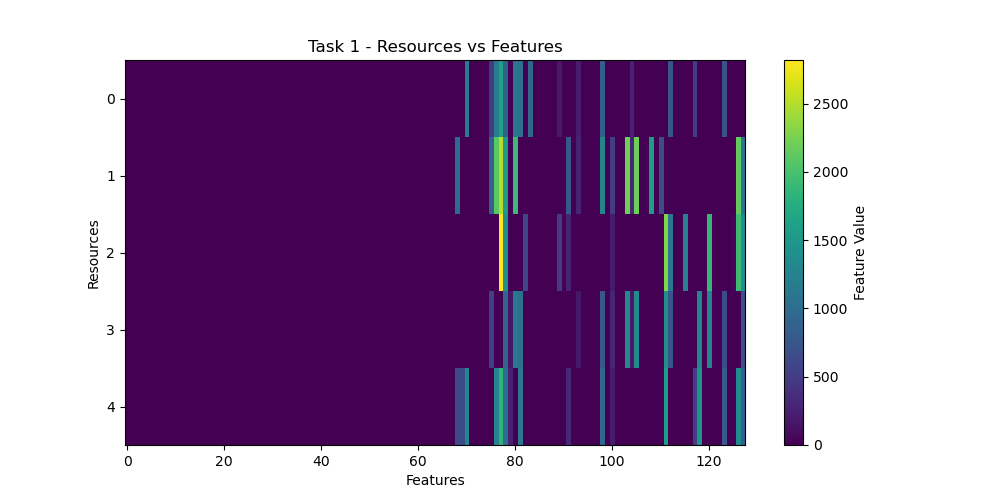 Task 1 - Resources vs Features
Resources
0
1
2
3
4
0 20 40 60 80 100 120
Features
2500
2000
1500
1000
500
0
Feature Value